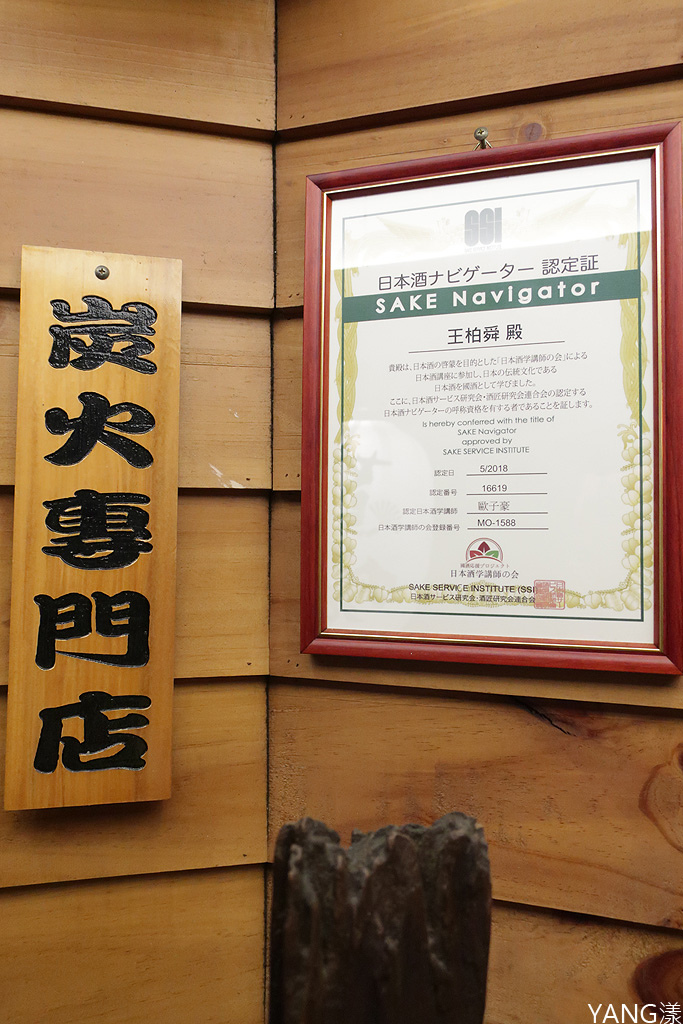 炭火專門店
SSI
日本酒ナビゲーター 認定証
SAKE Navigator
王柏舜 殿
貴殿は、日本酒の啓蒙を目的とした「日本酒学講師の会」による
日本酒講座に参加し、日本の伝統文化である
日本酒を國酒として学びました。
ここに、日本酒サービス研究会・酒匠研究会連合会の認定する
日本酒ナビゲーターの呼称資格を有する者であることを証します。
Is hereby conferred with the title of
SAKE Navigator
approved by
SAKE SERVICE INSTITUTE
認定日 5/2018
認定番号 16619
認定日本酒学講師 歐子豪
日本酒学講師の会登録番号 MO-1588
國酒応援プロジェクト
日本酒学講師の会
SAKE SERVICE INSTITUTE (SSI
日本酒サービス研究会・酒匠研究会連合会
YANG漾